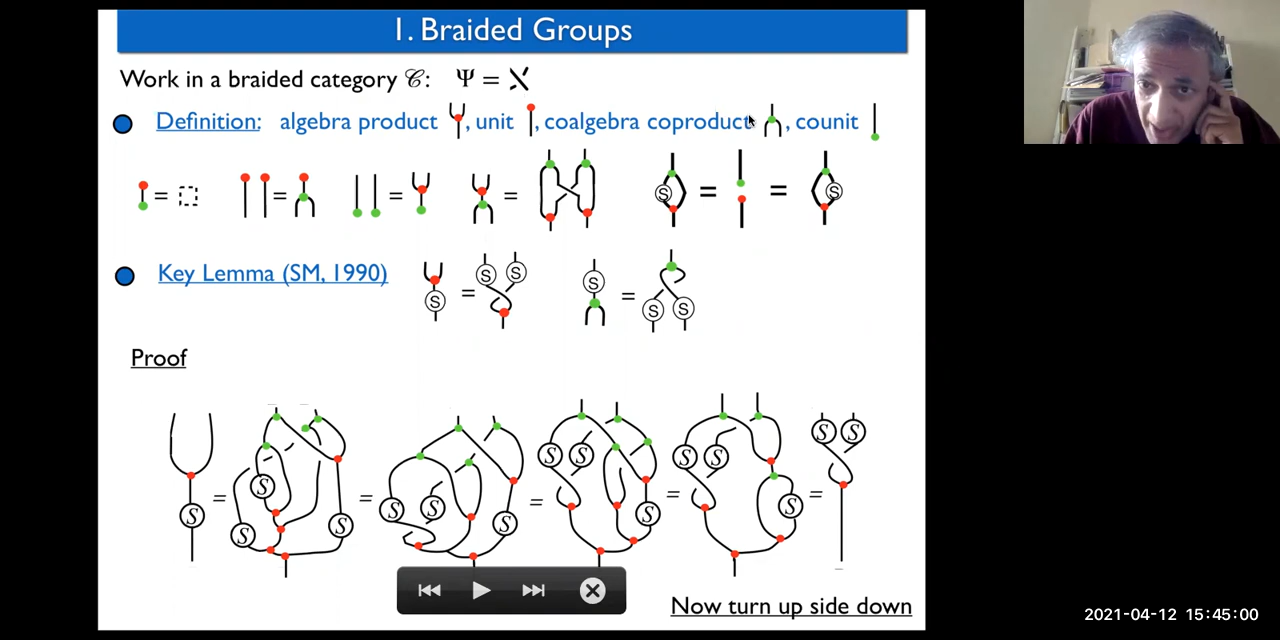 1. Braided Groups
Work in a braided category 𝒞: Ψ =
Definition: algebra product , unit , coalgebra coproduct , counit
= = = = = =
Key Lemma (SM, 1990) S = S S S = S S
Proof
S = S S S = S S S = S S S = S S S = S S
Now turn up side down
2021-04-12 15:45:00